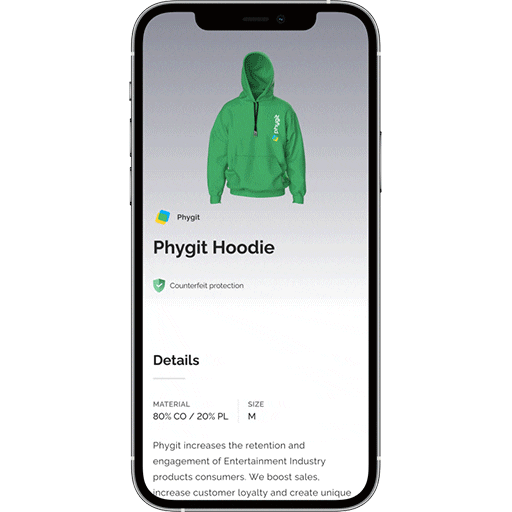 phygit
Phygit
Phygit Hoodie
Counterfeit protection
Details
MATERIAL SIZE
80% CO / 20% PL M
Phygit increases the retention and
engagement of Entertainment Industry
products consumers. We boost sales,
increase customer loyalty and create unique